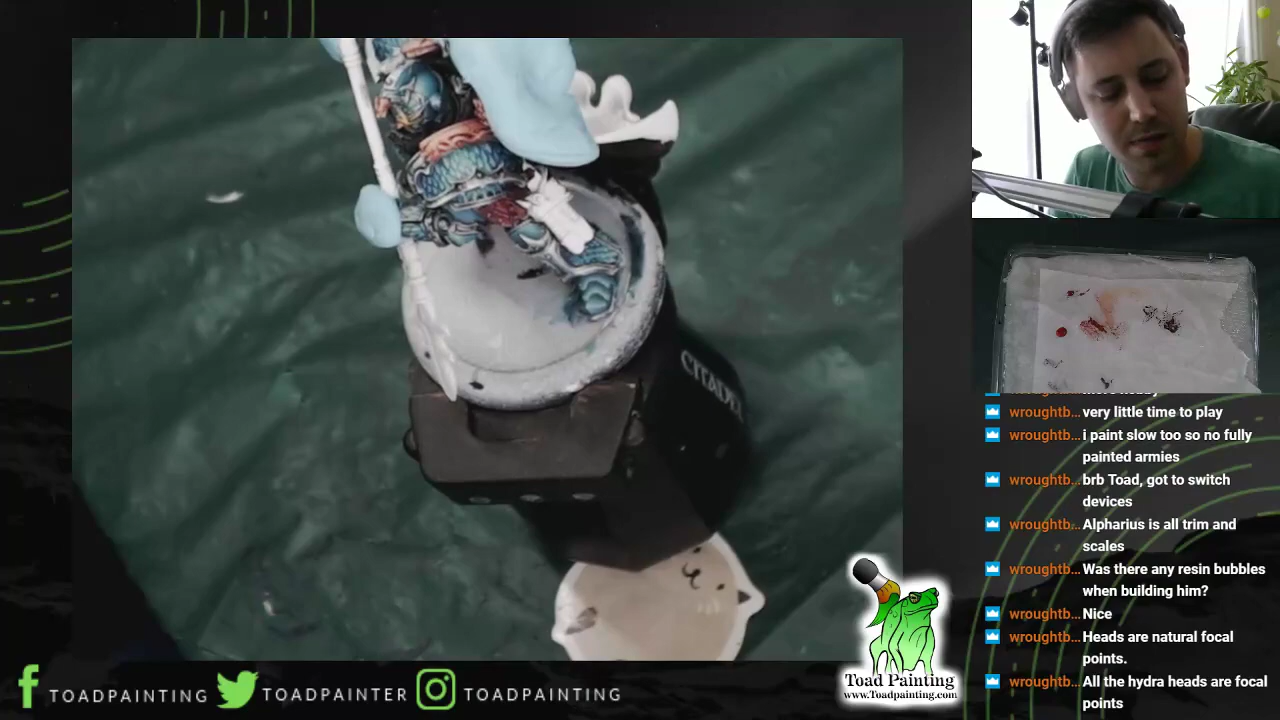 CITADEL
wroughtb... very little time to play
wroughtb... i paint slow too so no fully
painted armies
wroughtb... brb Toad, got to switch
devices
wroughtb... Alpharius is all trim and
scales
wroughtb... Was there any resin bubbles
when building him?
wroughtb... Nice
wroughtb... Heads are natural focal
points.
wroughtb... All the hydra heads are focal
points
Toad Painting
www.Toadpainting.com
TOADPAINTING TOADPAINTER TOADPAINTING